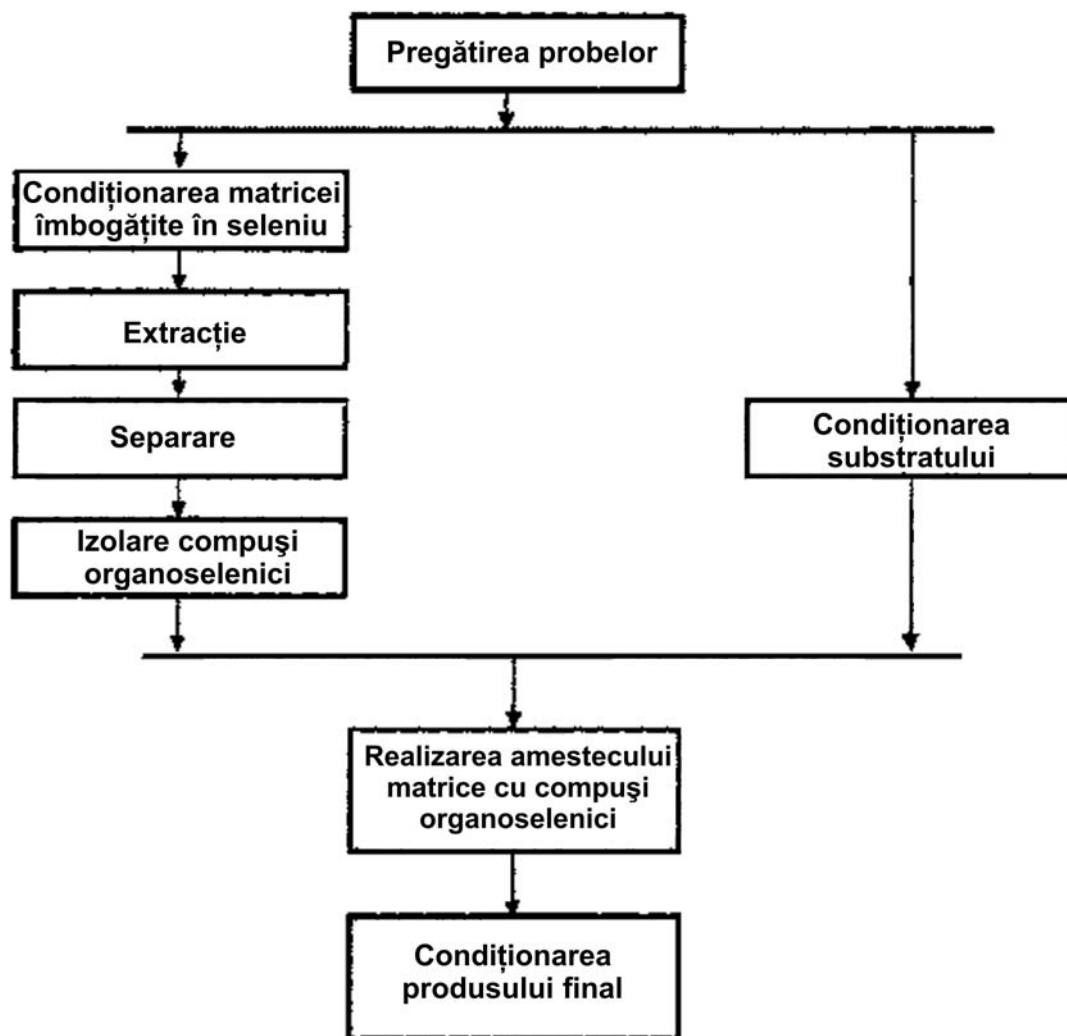 Pregătirea probelor
Condiționarea matricei
îmbogățite în seleniu
Extracție
Separare
Izolare compuşi
organoselenici
Condiționarea
substratului
Realizarea amestecului
matrice cu compuşi
organoselenici
Condiționarea
produsului final